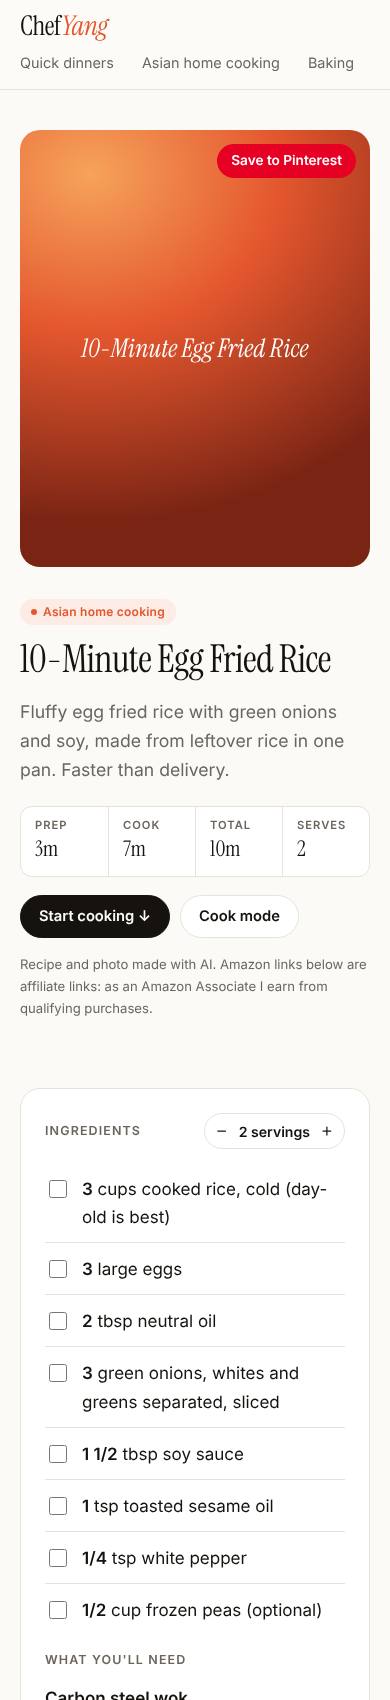 ChefYang
Quick dinners Asian home cooking Baking
Save to Pinterest
10-Minute Egg Fried Rice
Asian home cooking
10-Minute Egg Fried Rice
Fluffy egg fried rice with green onions
and soy, made from leftover rice in one
pan. Faster than delivery.
PREP COOK TOTAL SERVES
3m 7m 10m 2
Start cooking ↓ Cook mode
Recipe and photo made with AI. Amazon links below are
affiliate links: as an Amazon Associate I earn from
qualifying purchases.
INGREDIENTS − 2 servings +
3 cups cooked rice, cold (day-
old is best)
3 large eggs
2 tbsp neutral oil
3 green onions, whites and
greens separated, sliced
1 1/2 tbsp soy sauce
1 tsp toasted sesame oil
1/4 tsp white pepper
1/2 cup frozen peas (optional)
WHAT YOU'LL NEED
Carbon steel wok